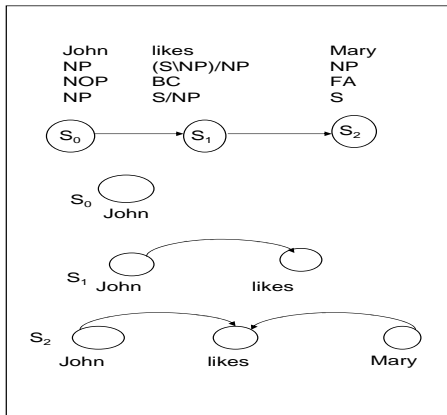 John likes Mary
NP (S\NP)/NP NP
NOP BC FA
NP S/NP S
S0 S1 S2
S0
John
S1 John likes
S2
John likes Mary